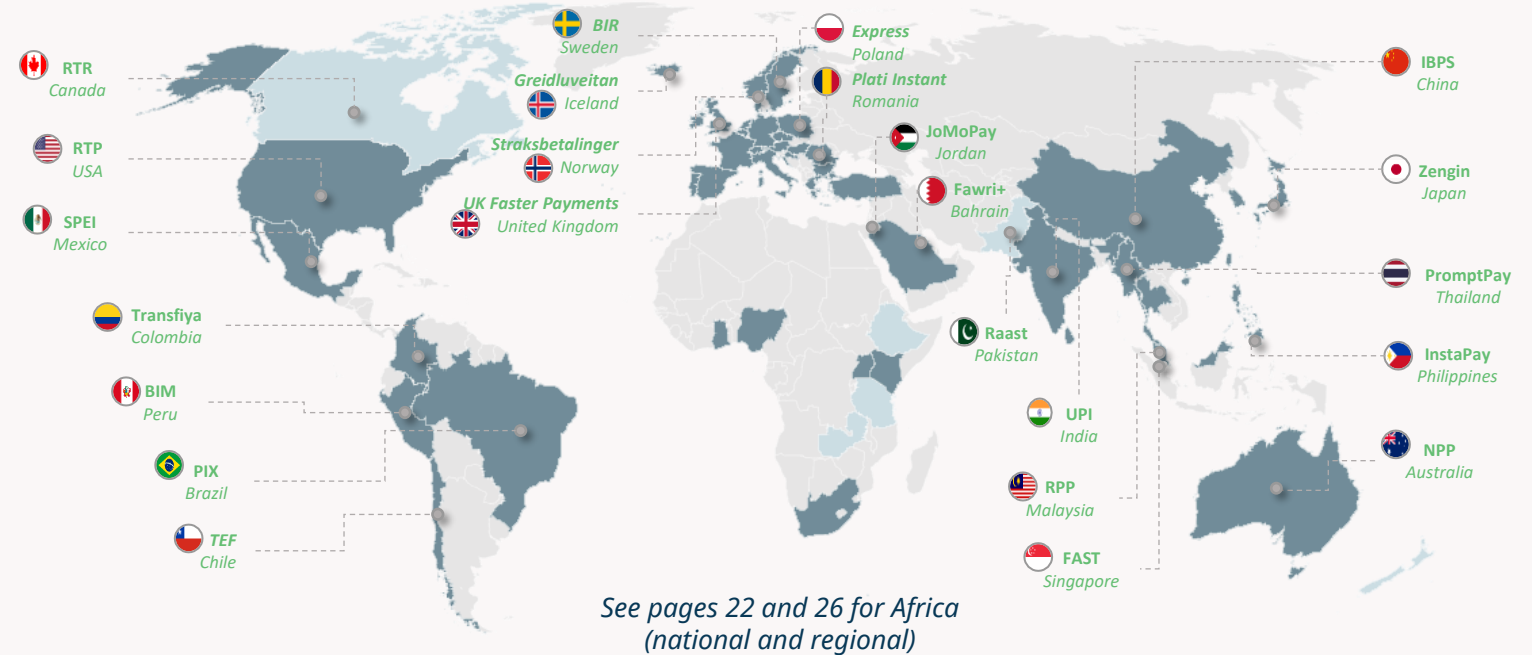 RTR
Canada
RTP
USA
SPEI
Mexico
Transfiya
Colombia
BIM
Peru
PIX
Brazil
TEF
Chile
BIR
Sweden
Greidluveitan
Iceland
Straksbetalinger
Norway
UK Faster Payments
United Kingdom
Express
Poland
Plati Instant
Romania
JoMoPay
Jordan
Fawri+
Bahrain
Raast
Pakistan
UPI
India
RPP
Malaysia
FAST
Singapore
IBPS
China
Zengin
Japan
PromptPay
Thailand
InstaPay
Philippines
NPP
Australia
See pages 22 and 26 for Africa
(national and regional)